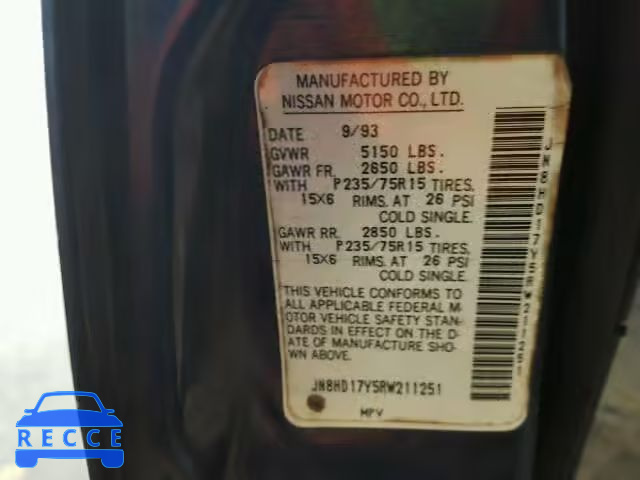 MANUFACTURED BY
NISSAN MOTOR CO., LTD.
DATE 9/93
GVWR 5150 LBS.
GAWR FR. 2650 LBS.
WITH P235/75R15 TIRES.
15X6 RIMS. AT 26 PSI
COLD SINGLE.
GAWR RR. 2850 LBS.
WITH P235/75R15 TIRES.
15X6 RIMS. AT 26 PSI
COLD SINGLE.
THIS VEHICLE CONFORMS TO
ALL APPLICABLE FEDERAL M-
OTOR VEHICLE SAFETY STAN-
DARDS IN EFFECT ON THE D-
ATE OF MANUFACTURE SHO-
WN ABOVE.
JN8HD17Y5RW211251
MPV
JN8HD17Y5RW211251
RECCE